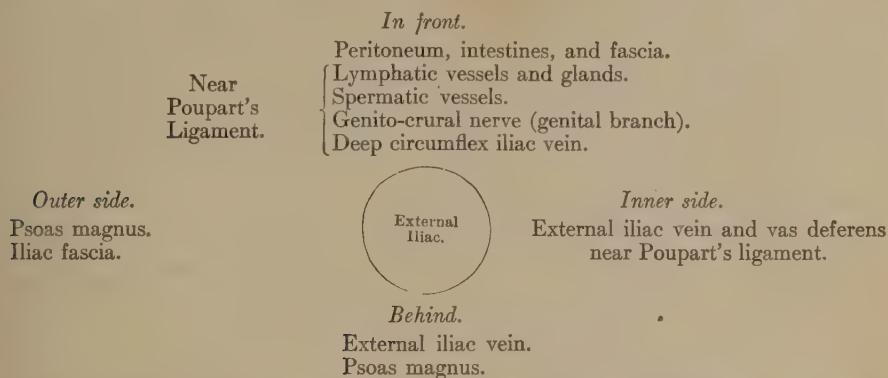 In front.
Peritoneum, intestines, and fascia.
Near
Poupart's
Ligament.
Lymphatic vessels and glands.
Spermatic vessels.
Genito-crural nerve (genital branch).
Deep circumflex iliac vein.
Outer side.
Psoas magnus.
Iliac fascia.
External
Iliac.
Inner side.
External iliac vein and vas deferens
near Poupart's ligament.
Behind.
External iliac vein.
Psoas magnus.